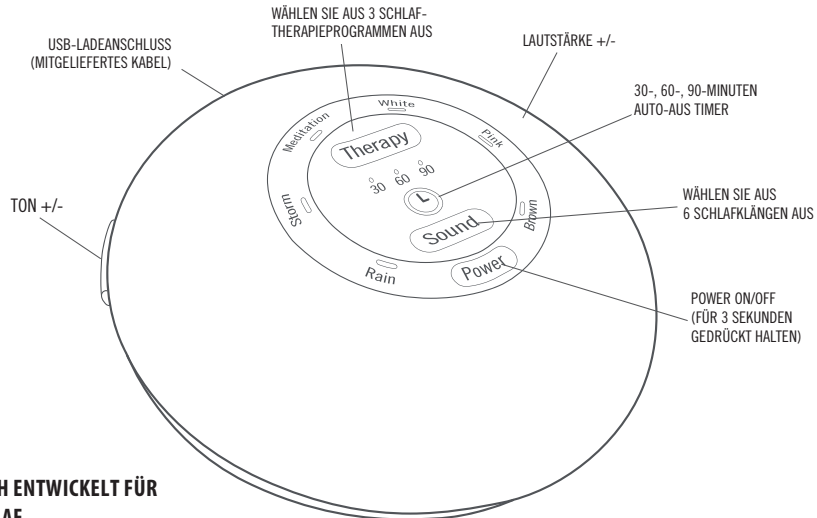 WÄHLEN SIE AUS 3 SCHLAF-
THERAPIEPROGRAMMEN AUS
USB-LADEANSCHLUSS
(MITGELIEFERTES KABEL)
LAUTSTÄRKE +/-
30-, 60-, 90-MINUTEN
AUTO-AUS TIMER
White
Meditation
Pink
Therapy
30 60 90
TON +/-
WÄHLEN SIE AUS
6 SCHLAFKLÄNGEN AUS
Storm
Brown
Sound
Rain
Power
POWER ON/OFF
(FÜR 3 SEKUNDEN
GEDRÜCKT HALTEN)
H ENTWICKELT FÜR